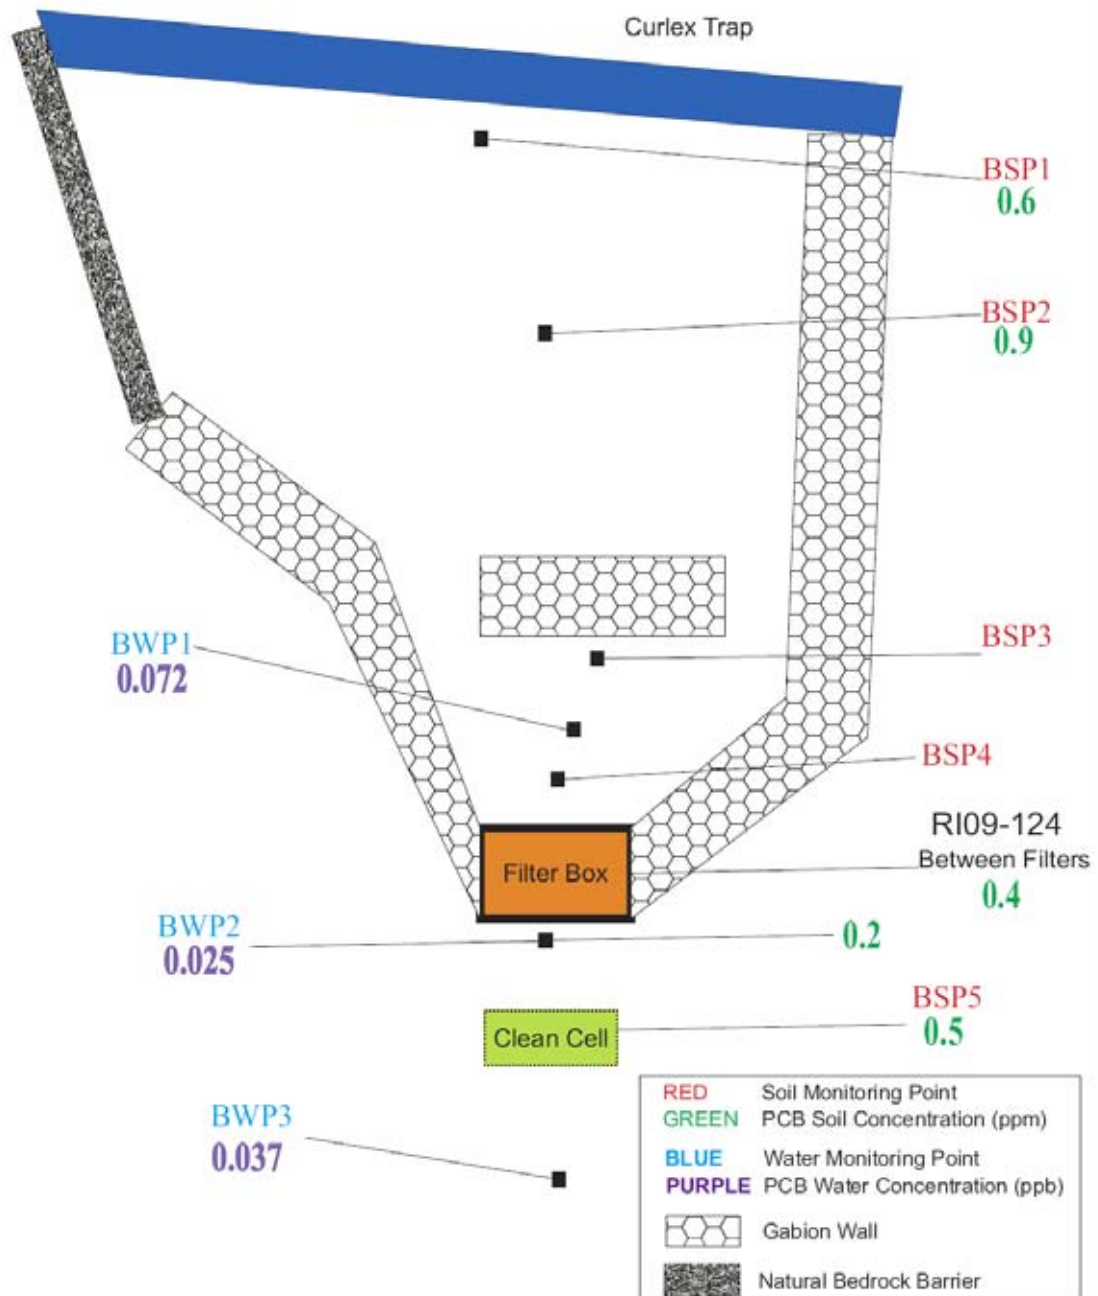 Curlex Trap
BSP1
0.6
BSP2
0.9
BWP1
0.072
BSP3
BSP4
RI09-124
Between Filters
0.4
Filter Box
BWP2
0.025
0.2
BSP5
0.5
Clean Cell
BWP3
0.037
RED Soil Monitoring Point
GREEN PCB Soil Concentration (ppm)
BLUE Water Monitoring Point
PURPLE PCB Water Concentration (ppb)
Gabion Wall
Natural Bedrock Barrier